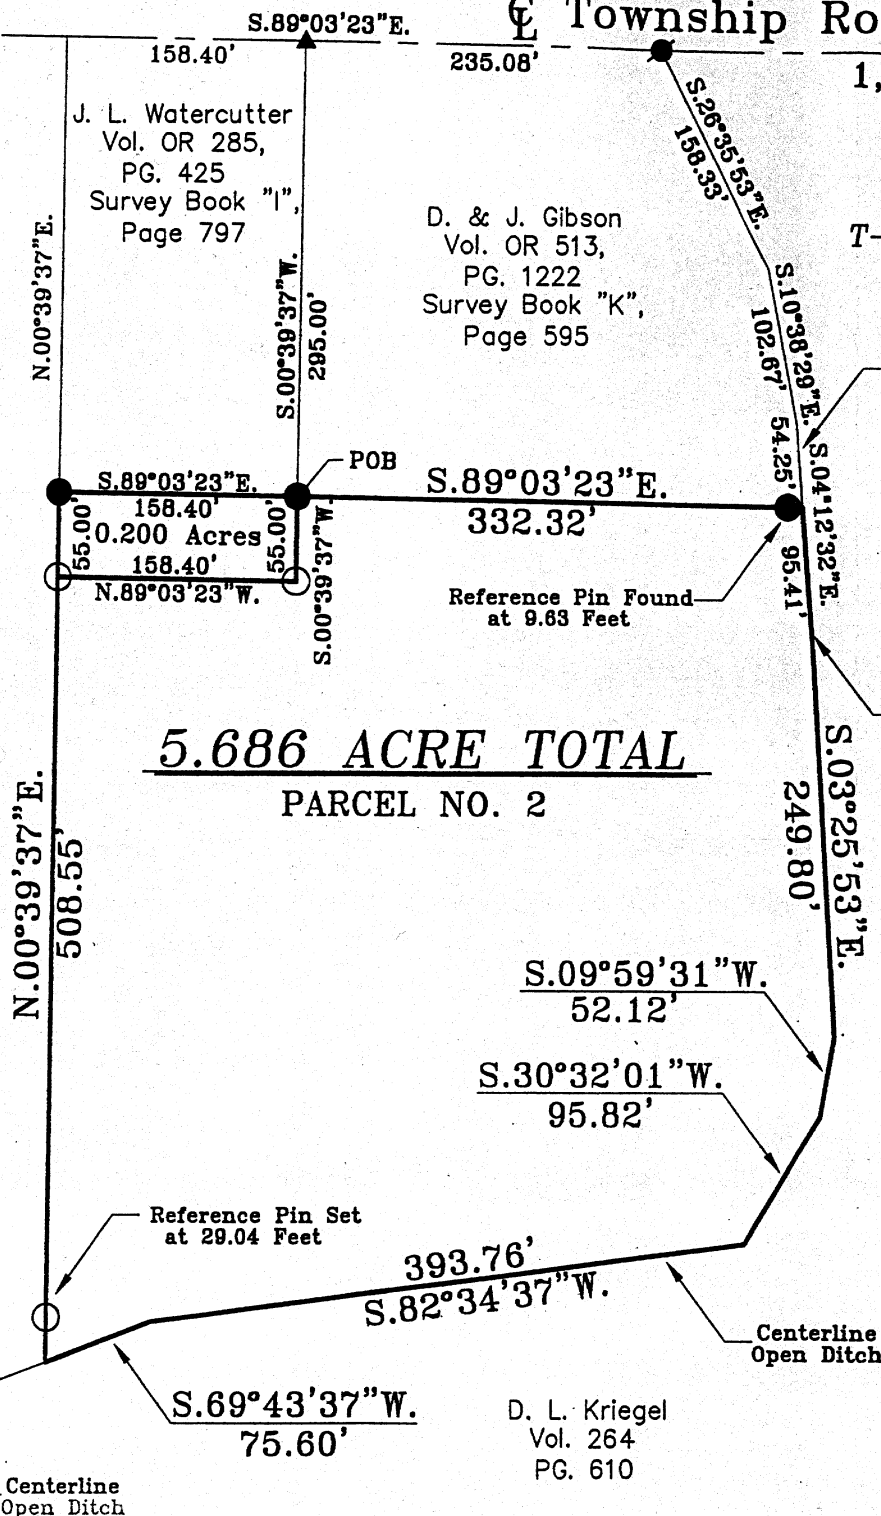 S.89°03'23"E.
158.40'
235.08'
℄ Township Ro
1,
J. L. Watercutter
Vol. OR 285,
PG. 425
Survey Book "I",
Page 797
D. & J. Gibson
Vol. OR 513,
PG. 1222
Survey Book "K",
Page 595
T-
S.26°35'53"E.
158.33'
N.00°39'37"E.
S.00°39'37"W.
295.00'
S.10°38'29"E.
102.67'
54.25'
S.04°12'32"E.
95.41'
POB
S.89°03'23"E.
158.40'
0.200 Acres
55.00'
55.00'
158.40'
N.89°03'23"W.
S.00°39'37"W.
S.89°03'23"E.
332.32'
Reference Pin Found
at 9.63 Feet
5.686 ACRE TOTAL
PARCEL NO. 2
N.00°39'37"E.
508.55'
S.03°25'53"E.
249.80'
S.09°59'31"W.
52.12'
S.30°32'01"W.
95.82'
Reference Pin Set
at 29.04 Feet
393.76'
S.82°34'37"W.
Centerline
Open Ditch
S.69°43'37"W.
75.60'
D. L. Kriegel
Vol. 264
PG. 610
Centerline
Open Ditch